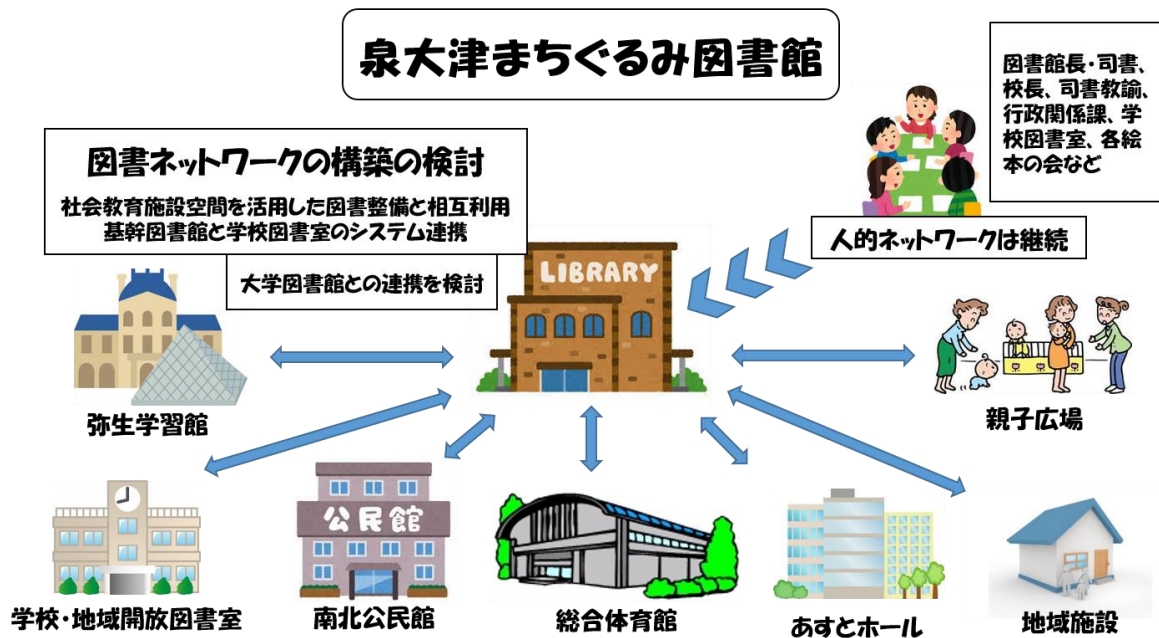 泉大津まちぐるみ図書館
図書館長・司書、
校長、司書教諭、
行政関係課、学
校図書室、各絵
本の会など
図書ネットワークの構築の検討
社会教育施設空間を活用した図書整備と相互利用
基幹図書館と学校図書室のシステム連携
人的ネットワークは継続
大学図書館との連携を検討
LIBRARY
弥生学習館
親子広場
公民館
学校・地域開放図書室
南北公民館
総合体育館
あすとホール
地域施設